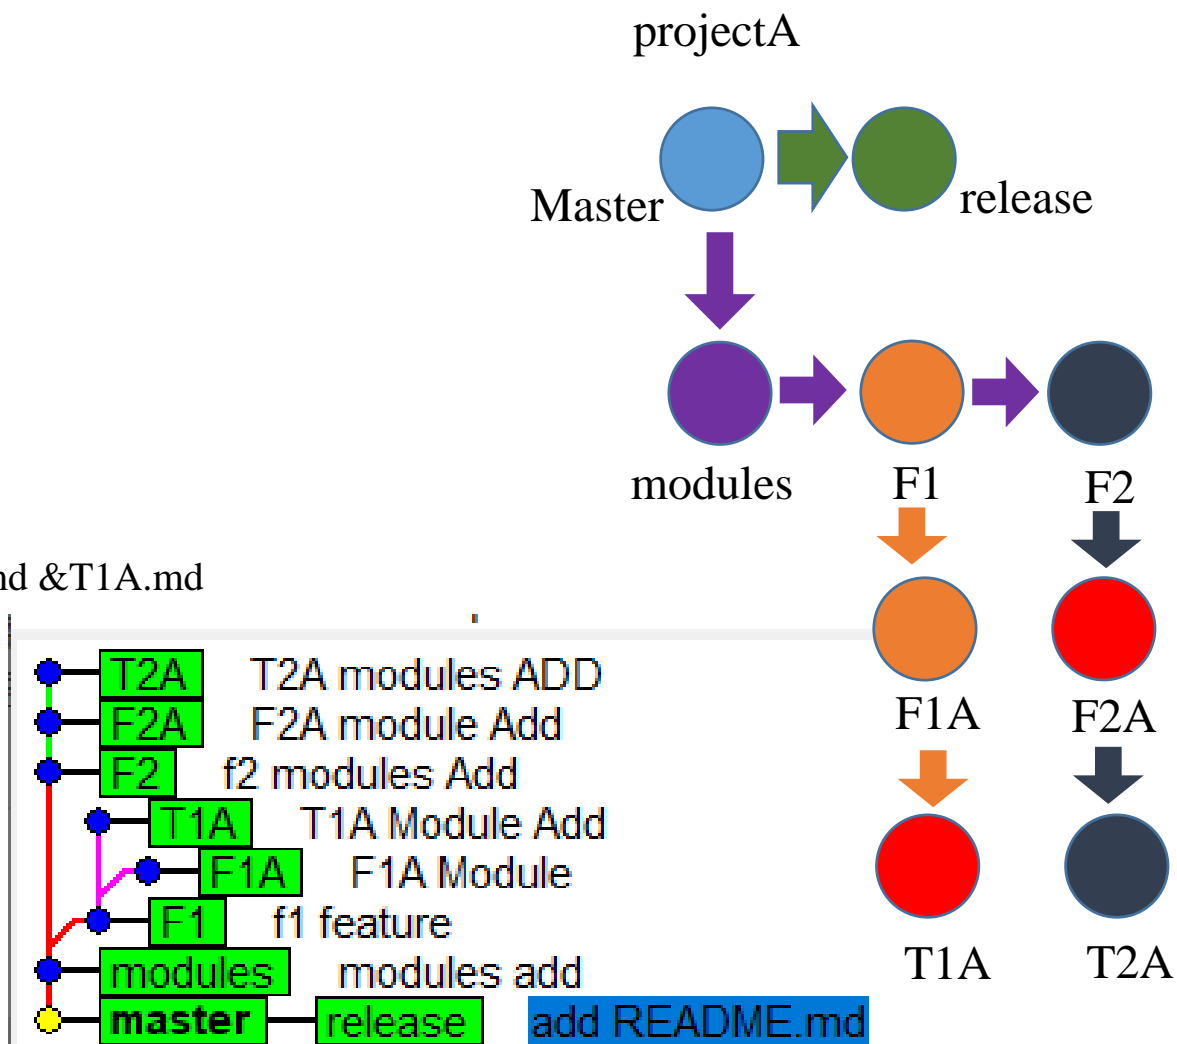 projectA
Master
release
modules
F1
F2
&T1A.md
F1A
F2A
T1A
T2A
T2A T2A modules ADD
F2A F2A module Add
F2 f2 modules Add
T1A T1A Module Add
F1A F1A Module
F1 f1 feature
modules modules add
master release add README.md